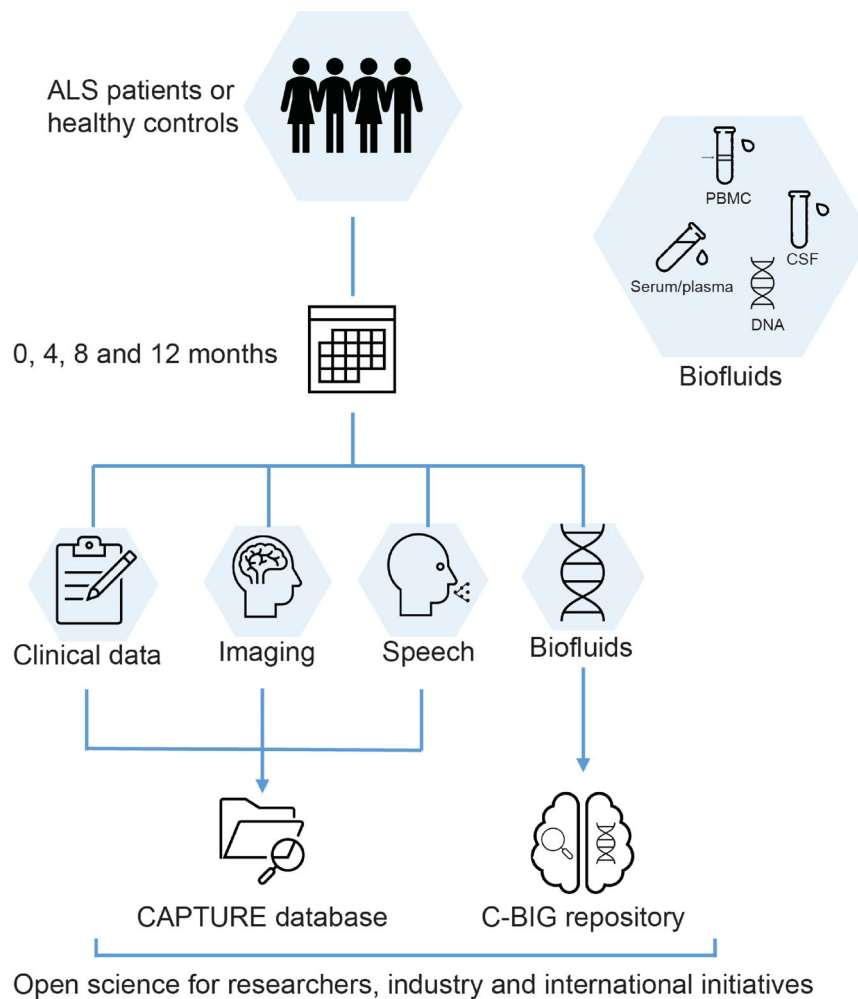 ALS patients or
healthy controls
PBMC
CSF
Serum/plasma
DNA
Biofluids
0, 4, 8 and 12 months
Clinical data
Imaging
Speech
Biofluids
CAPTURE database
C-BIG repository
Open science for researchers, industry and international initiatives